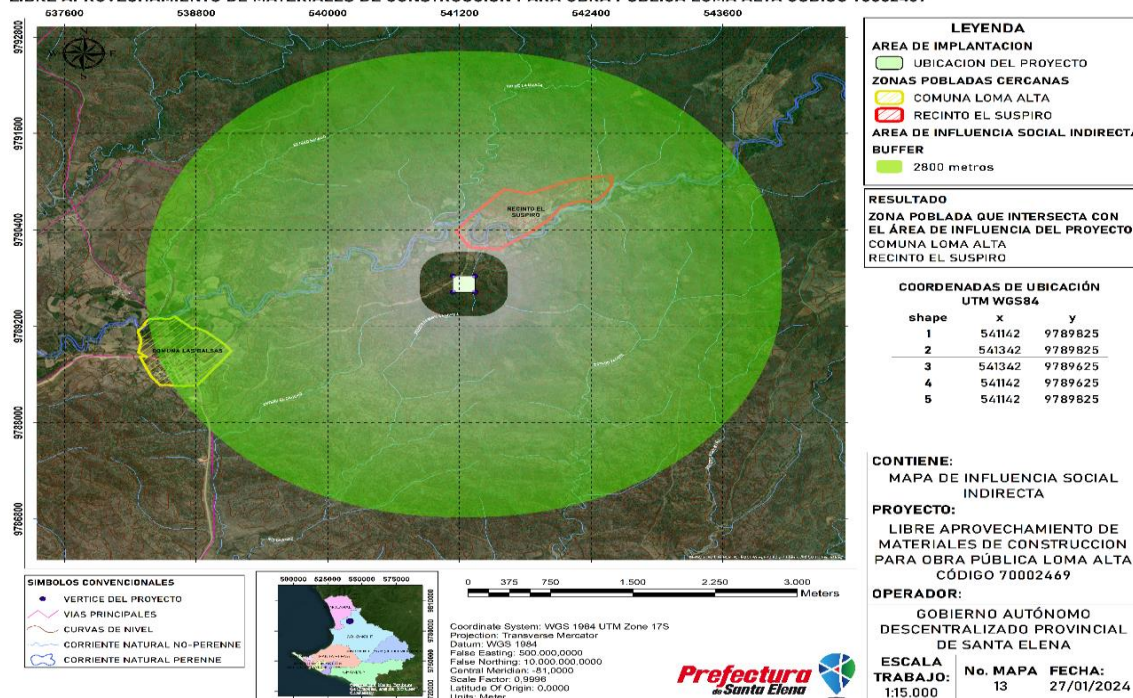 LIBRE APROVECHAMIENTO DE MATERIALES DE CONSTRUCCION PARA OBRA PUBLICA LOMA ALTA CODIGO
537600 538800 540000 541200 542400 543600
9792800
9791600
9790400
9789200
9788000
9786800
N
RECINTO EL
SUSPIRO
COMUNA LAS BALSAS
LEYENDA
AREA DE IMPLANTACION
UBICACION DEL PROYECTO
ZONAS POBLADAS CERCANAS
COMUNA LOMA ALTA
RECINTO EL SUSPIRO
AREA DE INFLUENCIA SOCIAL INDIRECTA
BUFFER
2800 metros
RESULTADO
ZONA POBLADA QUE INTERSECTA CON
EL ÁREA DE INFLUENCIA DEL PROYECTO
COMUNA LOMA ALTA
RECINTO EL SUSPIRO
COORDENADAS DE UBICACIÓN
UTM WGS84
shape x y
1 541142 9789825
2 541342 9789825
3 541342 9789625
4 541142 9789625
5 541142 9789825
CONTIENE:
MAPA DE INFLUENCIA SOCIAL
INDIRECTA
PROYECTO:
LIBRE APROVECHAMIENTO DE
MATERIALES DE CONSTRUCCION
PARA OBRA PÚBLICA LOMA ALTA
CÓDIGO 70002469
OPERADOR:
GOBIERNO AUTÓNOMO
DESCENTRALIZADO PROVINCIAL
DE SANTA ELENA
ESCALA
TRABAJO:
1:15.000
No. MAPA
13
FECHA:
27/01/2024
SIMBOLOS CONVENCIONALES
VERTICE DEL PROYECTO
VIAS PRINCIPALES
CURVAS DE NIVEL
CORRIENTE NATURAL NO-PERENNE
CORRIENTE NATURAL PERENNE
500000 525000 550000 575000
0 375 750 1.500 2.250 3.000
Meters
Coordinate System: WGS 1984 UTM Zone 17S
Projection: Transverse Mercator
Datum: WGS 1984
False Easting: 500.000,0000
False Northing: 10.000.000,0000
Central Meridian: -81,0000
Scale Factor: 0,9996
Latitude Of Origin: 0,0000
Units: Meter
Prefectura
de Santa Elena